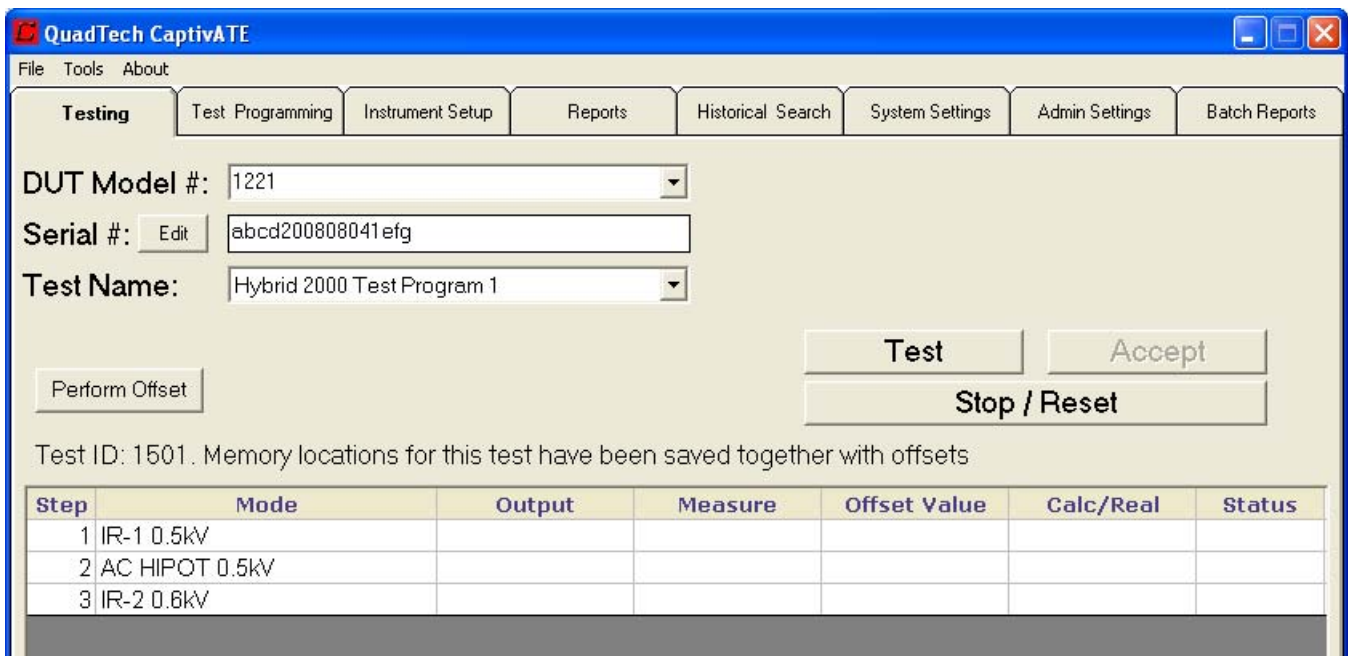 QuadTech CaptivATE
File Tools About
Testing Test Programming Instrument Setup Reports Historical Search System Settings Admin Settings Batch Reports
DUT Model #: 1221
Serial #: Edit abcd200808041efg
Test Name: Hybrid 2000 Test Program 1
Test Accept
Perform Offset
Stop / Reset
Test ID: 1501. Memory locations for this test have been saved together with offsets
Step Mode Output Measure Offset Value Calc/Real Status
1 IR-1 0.5kV
2 AC HIPOT 0.5kV
3 IR-2 0.6kV